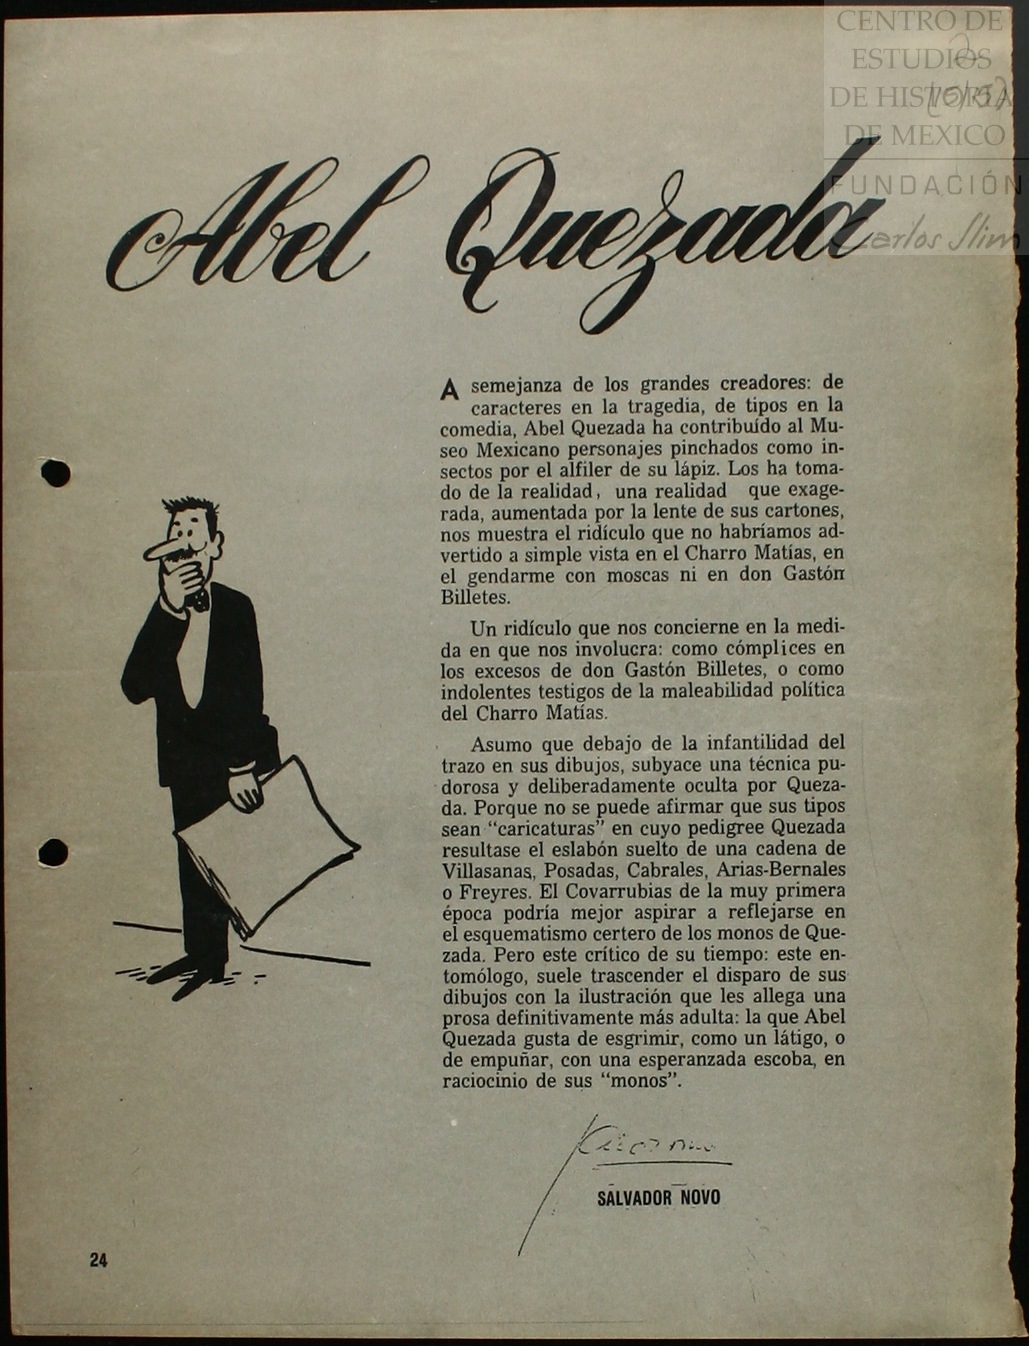 CENTRO DE
ESTUDIOS
DE HISTORIA
DE MEXICO
FUNDACIÓN
Carlos Slim
2
Abel Quezada
A semejanza de los grandes creadores: de
caracteres en la tragedia, de tipos en la
comedia, Abel Quezada ha contribuído al Mu-
seo Mexicano personajes pinchados como in-
sectos por el alfiler de su lápiz. Los ha toma-
do de la realidad, una realidad que exage-
rada, aumentada por la lente de sus cartones,
nos muestra el ridículo que no habríamos ad-
vertido a simple vista en el Charro Matías, en
el gendarme con moscas ni en don Gastón
Billetes.
Un ridículo que nos concierne en la medi-
da en que nos involucra: como cómplices en
los excesos de don Gastón Billetes, o como
indolentes testigos de la maleabilidad política
del Charro Matías.
Asumo que debajo de la infantilidad del
trazo en sus dibujos, subyace una técnica pu-
dorosa y deliberadamente oculta por Queza-
da. Porque no se puede afirmar que sus tipos
sean "caricaturas" en cuyo pedigree Quezada
resultase el eslabón suelto de una cadena de
Villasanas, Posadas, Cabrales, Arias-Bernales
o Freyres. El Covarrubias de la muy primera
época podría mejor aspirar a reflejarse en
el esquematismo certero de los monos de Que-
zada. Pero este crítico de su tiempo: este en-
tomólogo, suele trascender el disparo de sus
dibujos con la ilustración que les allega una
prosa definitivamente más adulta: la que Abel
Quezada gusta de esgrimir, como un látigo, o
de empuñar, con una esperanzada escoba, en
raciocinio de sus "monos".
SALVADOR NOVO
24